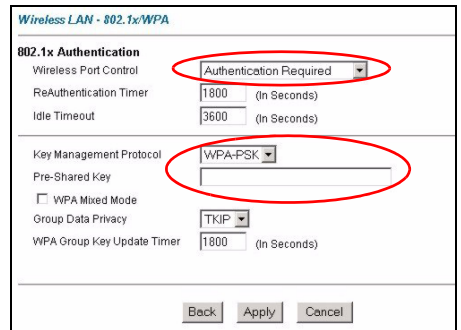 Wireless LAN - 802.1x/WPA
802.1x Authentication
Wireless Port Control Authentication Required
ReAuthentication Timer 1800 (In Seconds)
Idle Timeout 3600 (In Seconds)
Key Management Protocol WPA-PSK
Pre-Shared Key
WPA Mixed Mode
Group Data Privacy TKIP
WPA Group Key Update Timer 1800 (In Seconds)
Back Apply Cancel